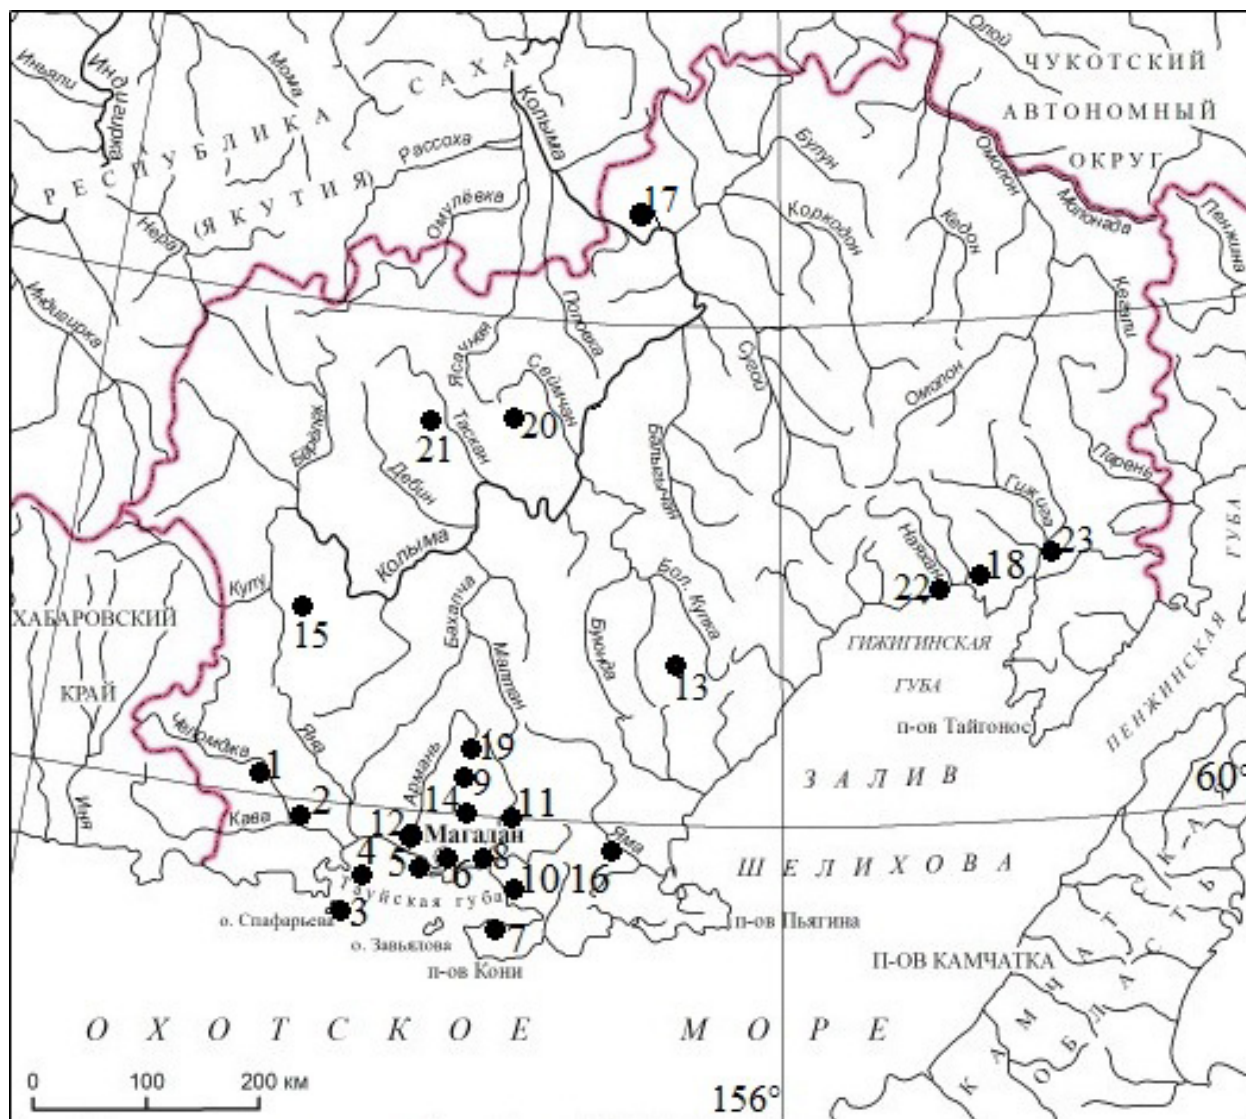 Олой
ЧУКОТСКИЙ
АВТОНОМНЫЙ
ОКРУГ
Иньяли
Индигирка
Мома
САХА
РЕСПУБЛИКА
(ЯКУТИЯ)
Рассоха
Колыма
Булун
Омолон
Молонгда
Пенжина
Нера
Омулёвка
17
Коркодон
Кедон
Кегали
Индигирка
Ясачная
Поповка
Сугой
Омолон
Сеймчан
Берелех
21
Таскан
20
Дебин
Балыгычан
Парень
Гижига
ГУБА
Колыма
Кулу
Бахапча
Бол. Купка
Наяхан
22
18
23
ХАБАРОВСКИЙ
КРАЙ
15
Буюнда
Малтан
13
ГИЖИГИНСКАЯ
ГУБА
п-ов Тайгонос
ПЕНЖИНСКАЯ
Челомджа
Яна
1
Армань
19
9
ЗАЛИВ
60°
Иня
Кава
2
14
11
12
Магадан
Яма
4
5
6
8
10
16
ШЕЛИХОВА
Тауйская губа
о. Спафарьева
3
о. Завьялова
7
п-ов Кони
п-ов Пьягина
П-ОВ КАМЧАТКА
КАМЧАТСКАЯ
ОБЛАСТЬ
ОХОТСКОЕ МОРЕ
0 100 200 км
156°